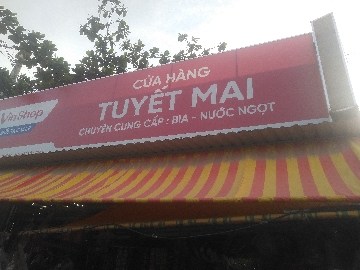 VinShop
CỬA HÀNG
TUYẾT MAI
CHUYÊN CUNG CẤP : BIA - NƯỚC NGỌT